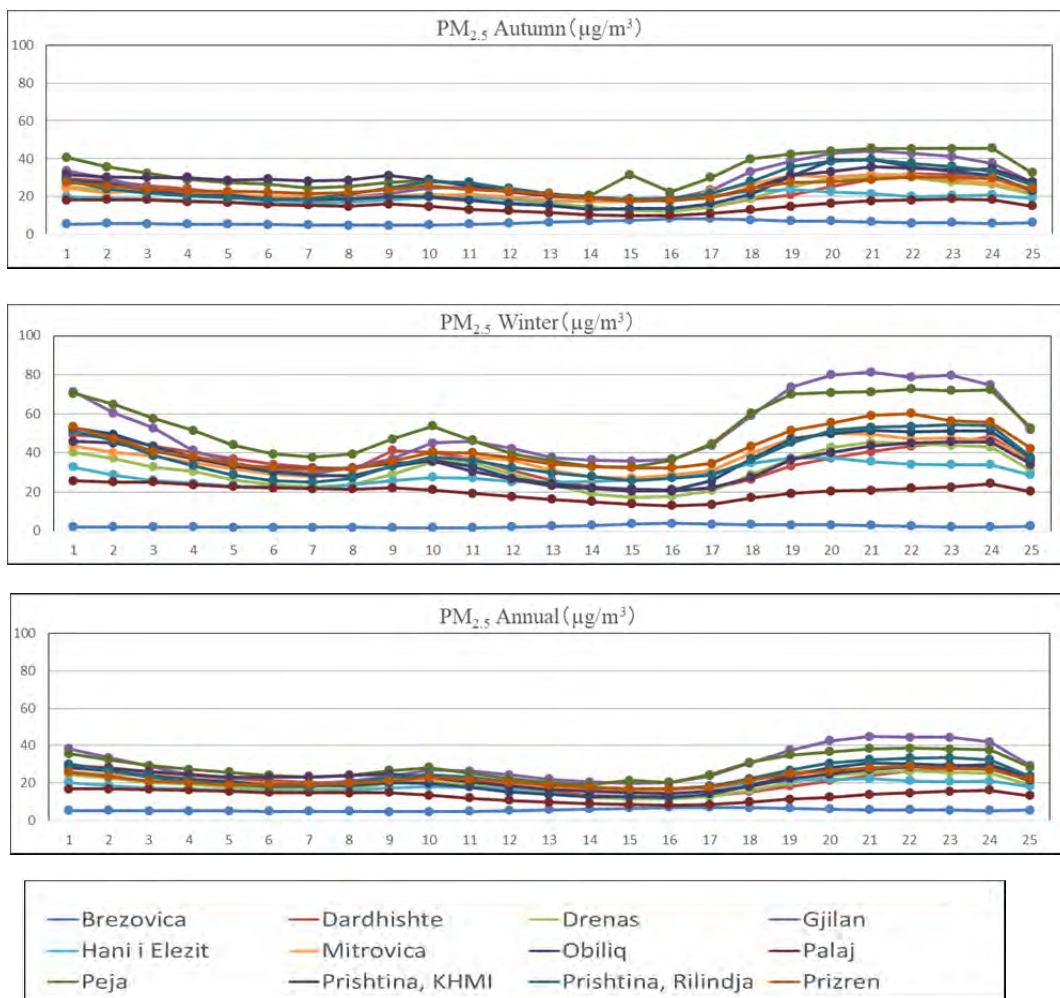 PM2.5 Autumn(µg/m³)
100
80
60
40
20
0
1 2 3 4 5 6 7 8 9 10 11 12 13 14 15 16 17 18 19 20 21 22 23 24 25
PM2.5 Winter(µg/m³)
100
80
60
40
20
0
1 2 3 4 5 6 7 8 9 10 11 12 13 14 15 16 17 18 19 20 21 22 23 24 25
PM2.5 Annual(µg/m³)
100
80
60
40
20
0
1 2 3 4 5 6 7 8 9 10 11 12 13 14 15 16 17 18 19 20 21 22 23 24 25
Brezovica Dardhishte Drenas Gjilan
Hani i Elezit Mitrovica Obiliq Palaj
Peja Prishtina, KHMI Prishtina, Rilindja Prizren